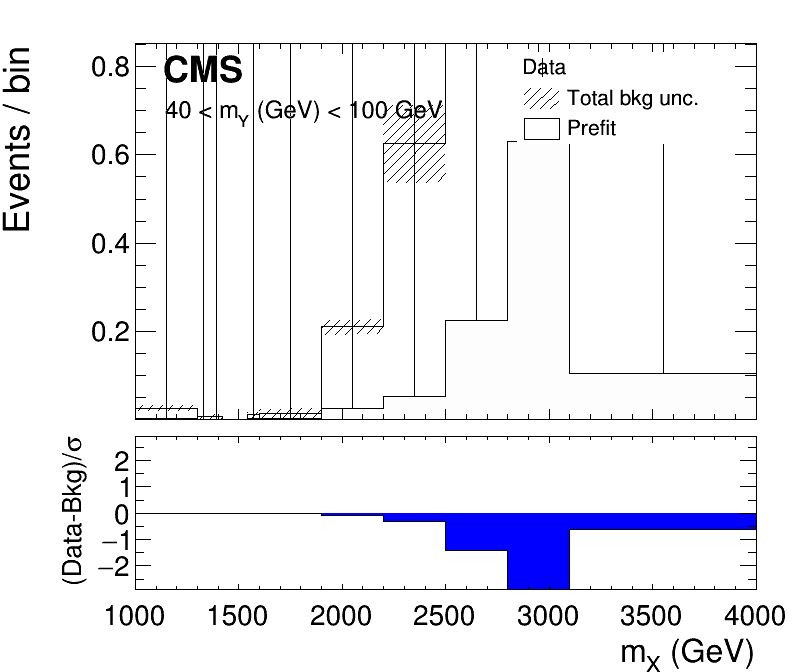 Events / bin
0.8
0.6
0.4
0.2
CMS
40 < mY (GeV) < 100 GeV
Data
Total bkg unc.
Prefit
(Data-Bkg)/σ
2
1
0
−1
−2
1000 1500 2000 2500 3000 3500 4000
mX (GeV)